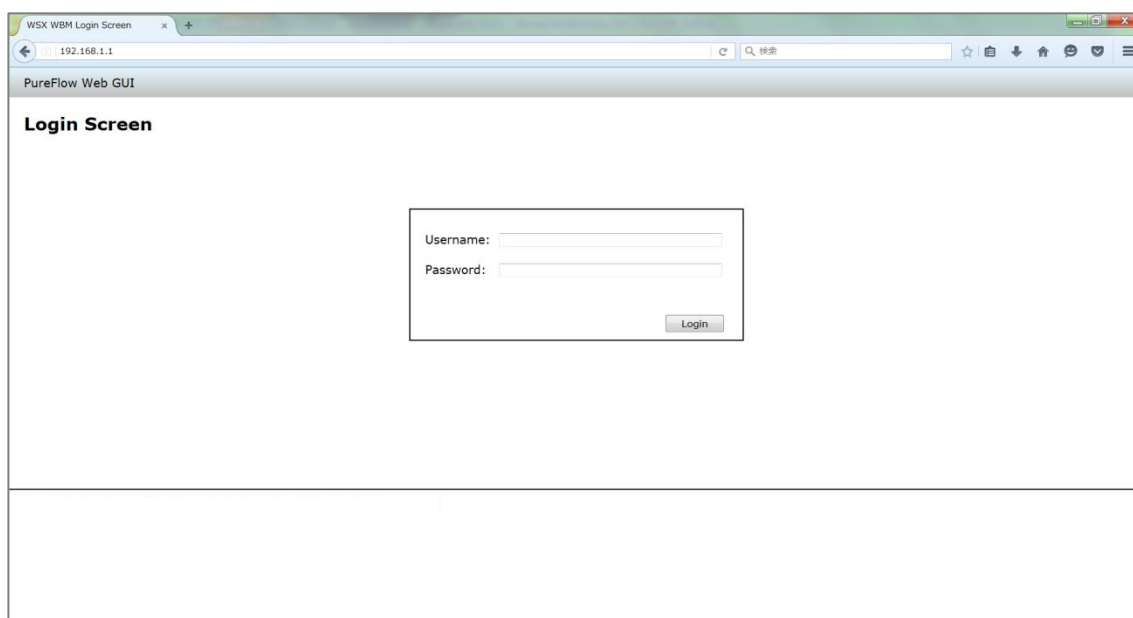 WSX WBM Login Screen
192.168.1.1
検索
PureFlow Web GUI
Login Screen
Username:
Password:
Login